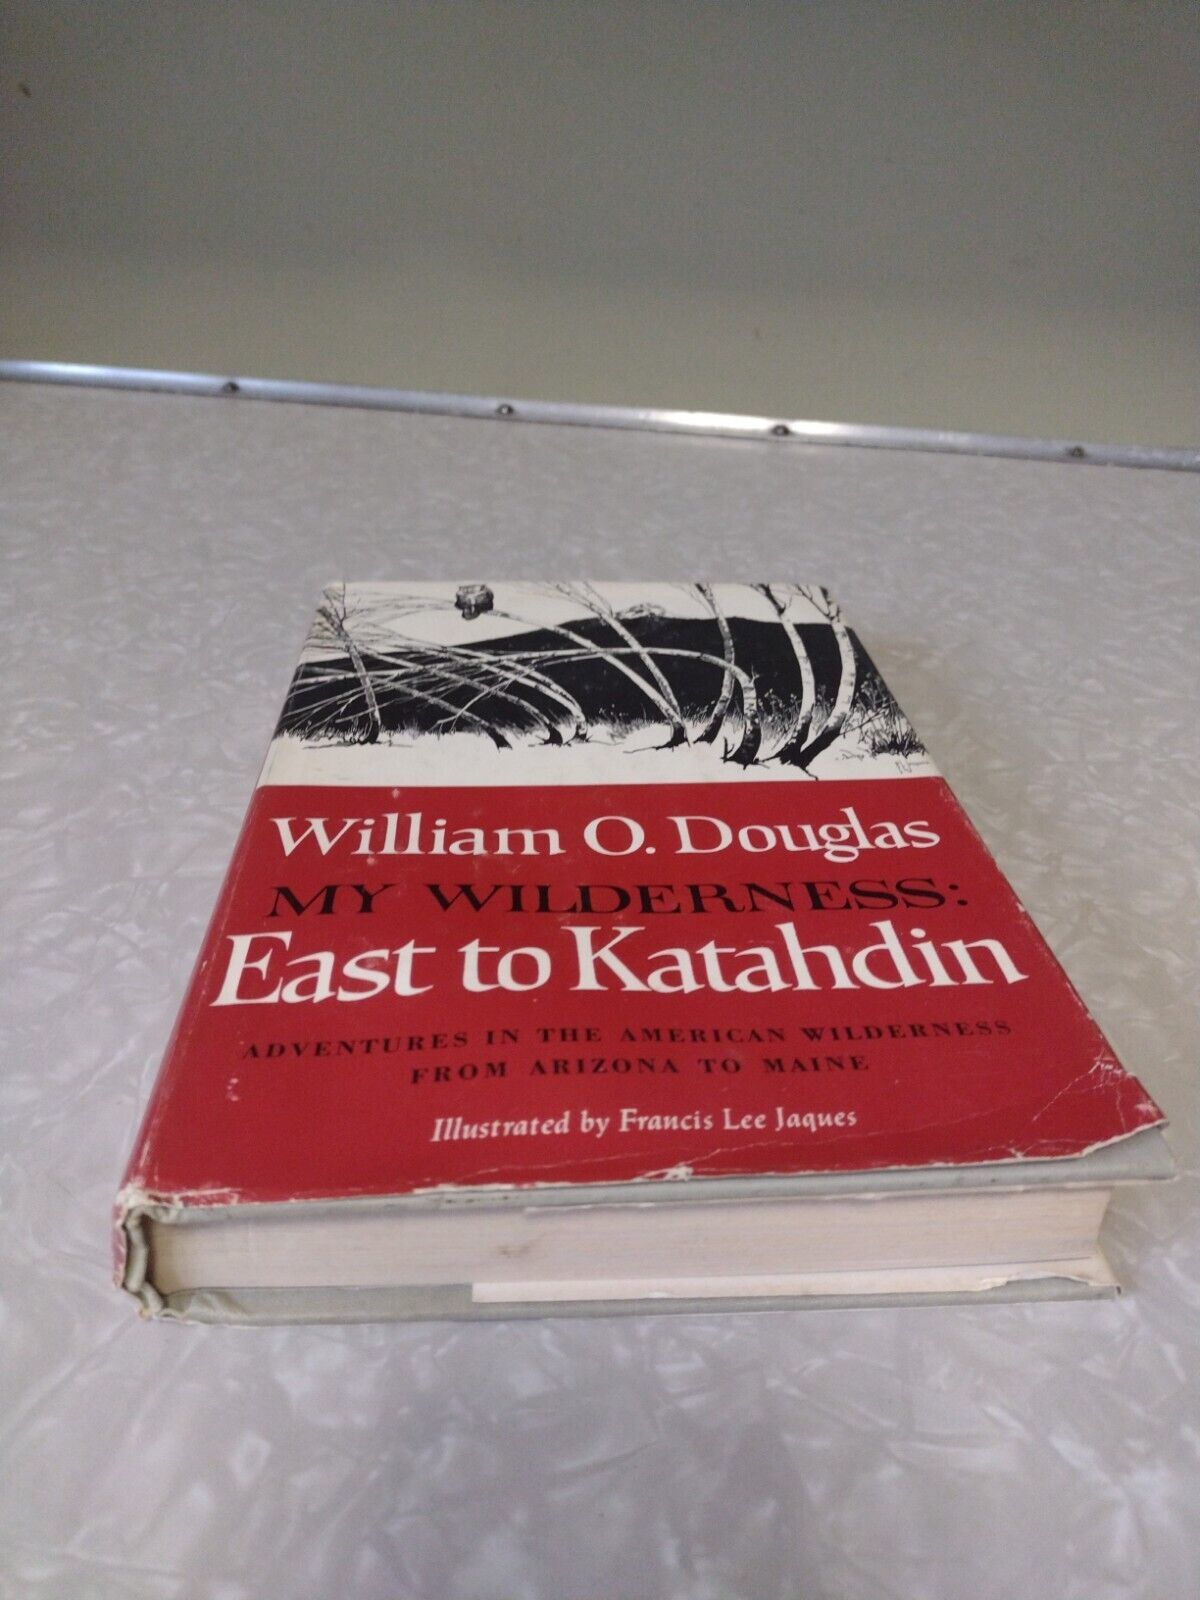 William O. Douglas
MY WILDERNESS:
East to Katahdin
ADVENTURES IN THE AMERICAN WILDERNESS
FROM ARIZONA TO MAINE
Illustrated by Francis Lee Jaques